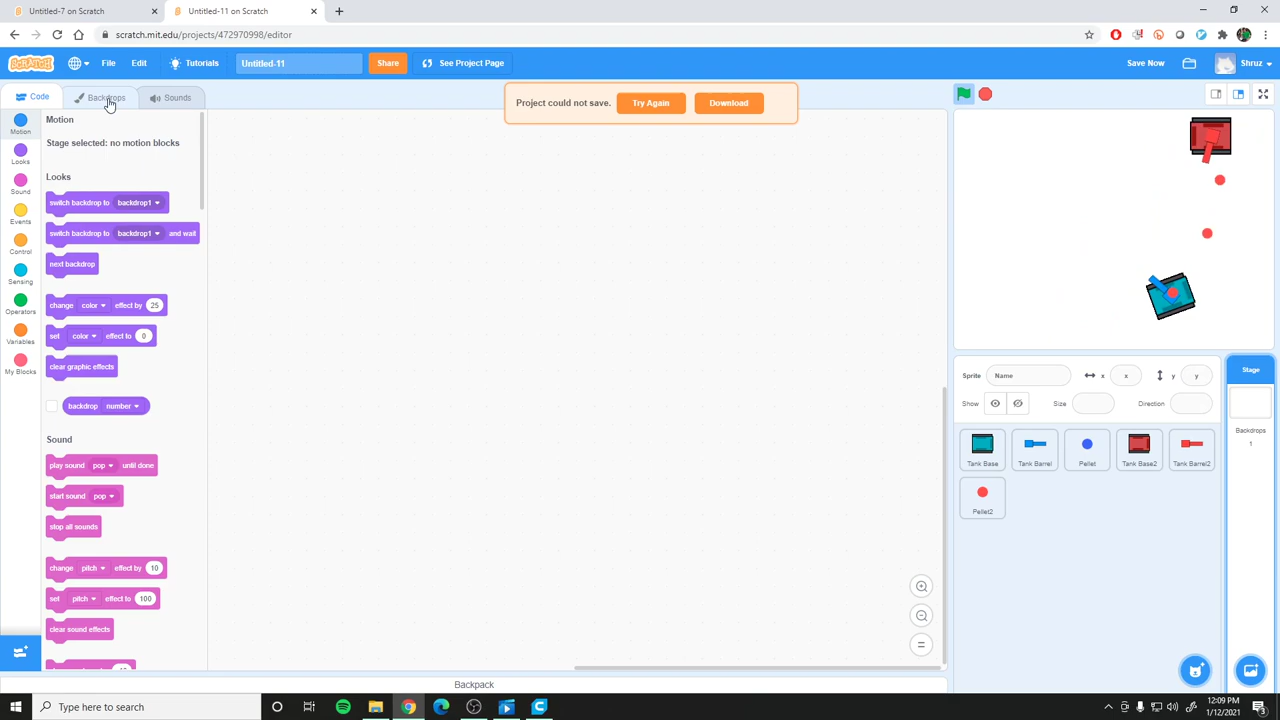 Untitled-7 on Scratch
Untitled-11 on Scratch
scratch.mit.edu/projects/472970998/editor
SCRATCH
File
Edit
Tutorials
Untitled-11
Share
See Project Page
Save Now
Shruz
Code
Backdrops
Sounds
Project could not save.
Try Again
Download
Motion
Looks
Sound
Events
Control
Sensing
Operators
Variables
My Blocks
Motion
Stage selected: no motion blocks
Looks
switch backdrop to backdrop1
switch backdrop to backdrop1 and wait
next backdrop
change color effect by 25
set color effect to 0
clear graphic effects
backdrop number
Sound
play sound pop until done
start sound pop
stop all sounds
change pitch effect by 10
set pitch effect to 100
clear sound effects
Backpack
Sprite Name x x y y
Show Size Direction
Tank Base
Tank Barrel
Pellet
Tank Base2
Tank Barrel2
Pellet2
Stage
Backdrops
1
Type here to search
12:09 PM
1/12/2021
3